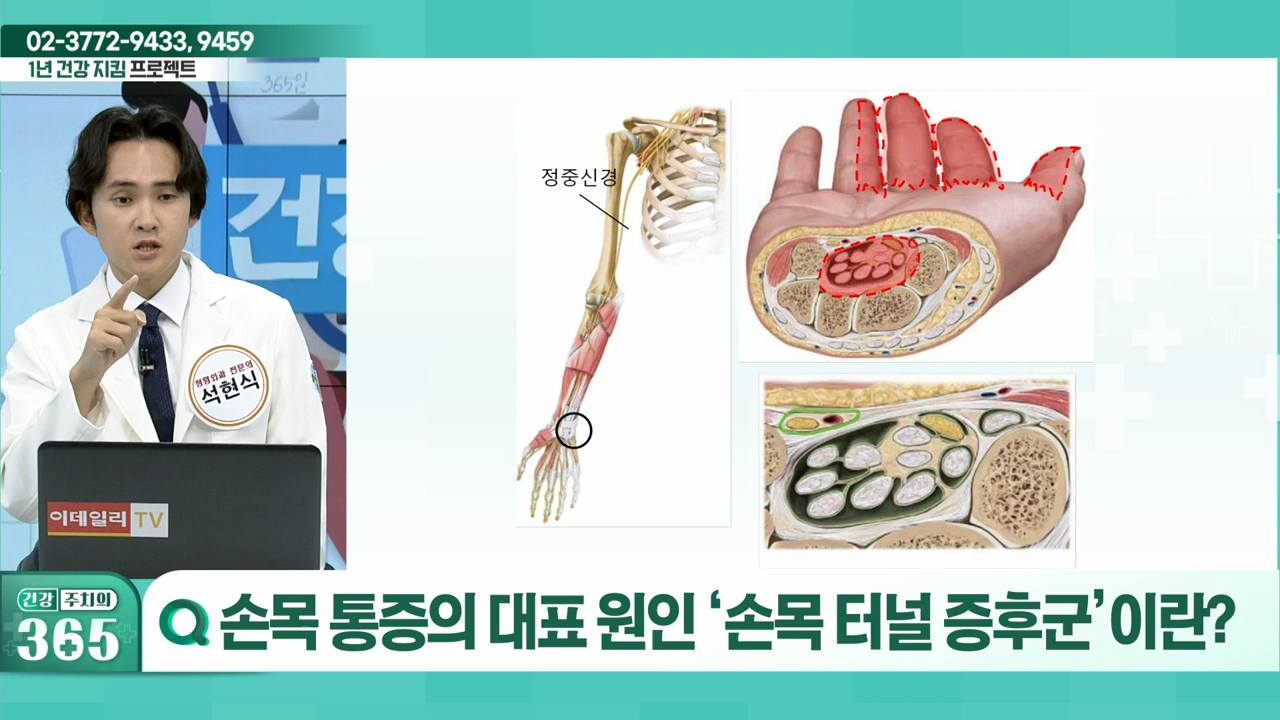 02-3772-9433, 9459
1년 건강 지킴 프로젝트
365일
건강
정중신경
정형외과 전문의
석현식
이데일리 TV
건강 주치의
365
Q 손목 통증의 대표 원인 ‘손목 터널 증후군’이란?